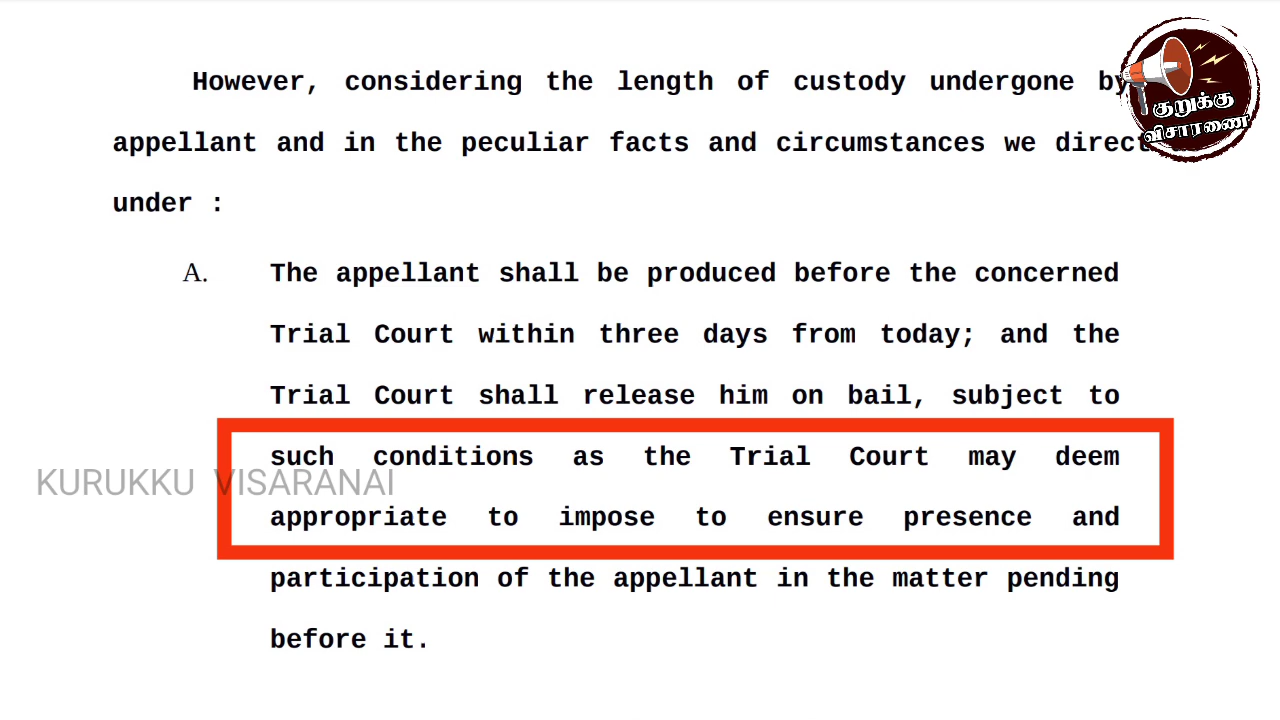 However, considering the length of custody undergone by
appellant and in the peculiar facts and circumstances we direct
under :
A. The appellant shall be produced before the concerned
Trial Court within three days from today; and the
Trial Court shall release him on bail, subject to
such conditions as the Trial Court may deem
appropriate to impose to ensure presence and
participation of the appellant in the matter pending
before it.
KURUKKU VISARANAI
குறுக்கு
விசாரணை